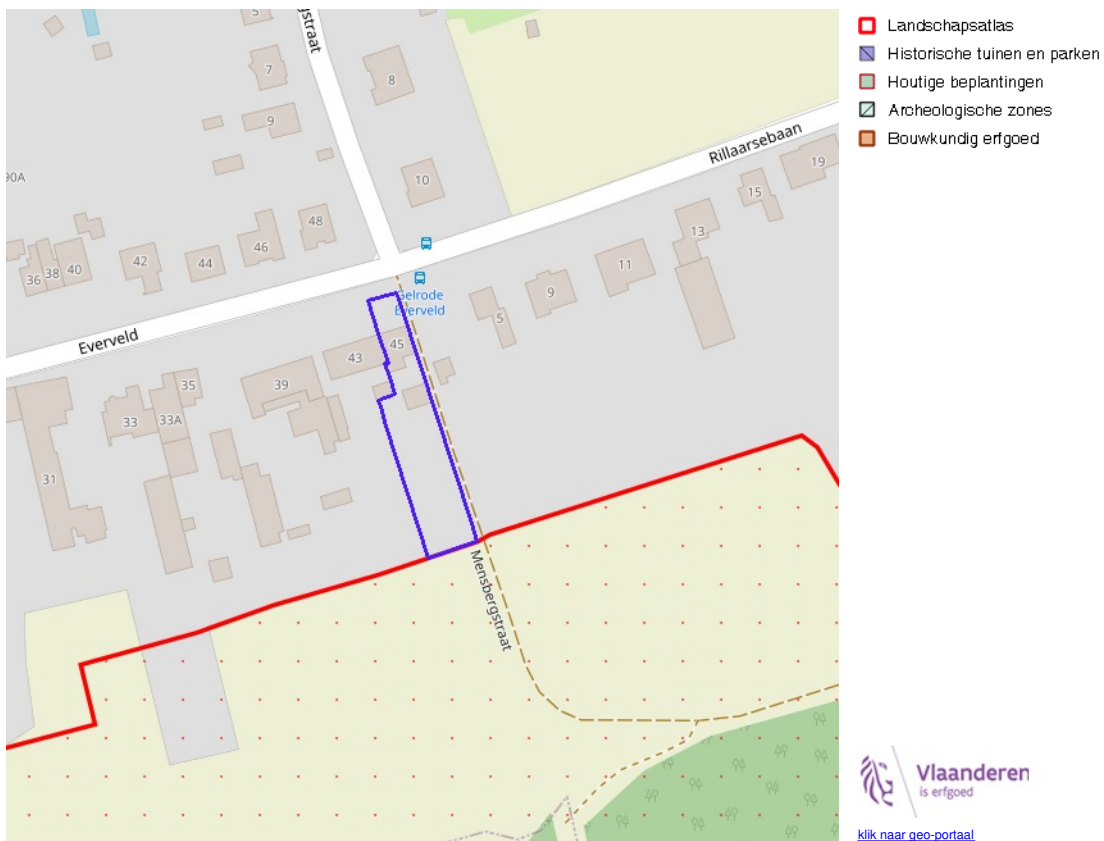 Landschapsatlas
Historische tuinen en parken
Houtige beplantingen
Archeologische zones
Bouwkundig erfgoed
5
gstraat
7
8
9
90A
10
Rillaarsebaan
19
15
48
46
44
42
40
38
36
13
11
9
5
Gelrode
Everveld
Everveld
45
43
39
35
33
33A
31
Mensbergstraat
Vlaanderen
is erfgoed
klik naar geo-portaal